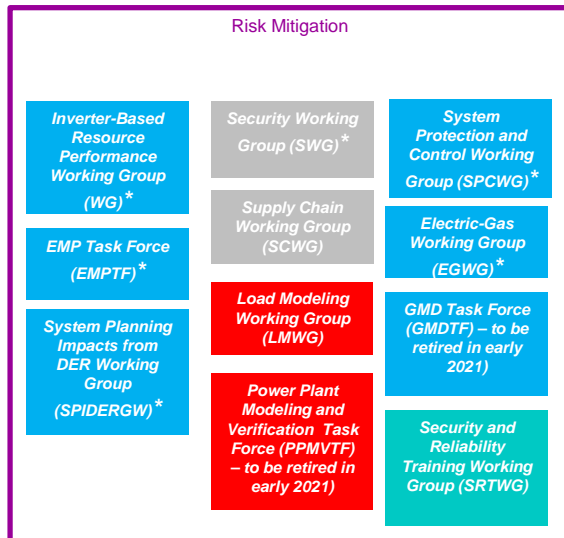 Risk Mitigation
Inverter-Based
Resource
Performance
Working Group
(WG)*
EMP Task Force
(EMPTF)*
System Planning
Impacts from
DER Working
Group
(SPIDERGW)*
Security Working
Group (SWG)*
Supply Chain
Working Group
(SCWG)
Load Modeling
Working Group
(LMWG)
Power Plant
Modeling and
Verification Task
Force (PPMVTF)
– to be retired in
early 2021)
System
Protection and
Control Working
Group (SPCWG)*
Electric-Gas
Working Group
(EGWG)*
GMD Task Force
(GMDTF) – to be
retired in early
2021)
Security and
Reliability
Training Working
Group (SRTWG)